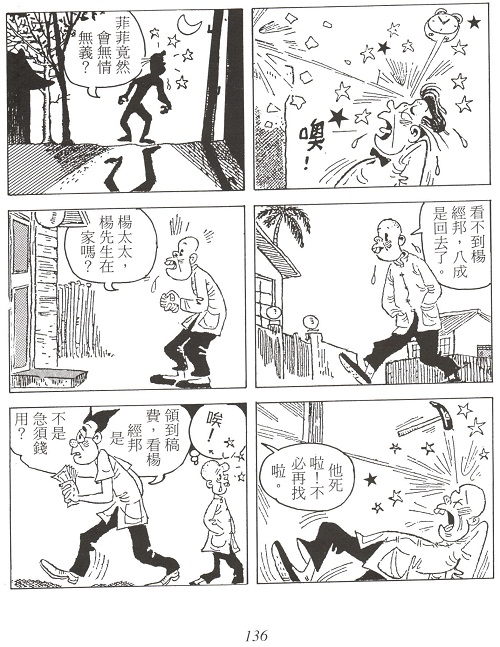 噢！
菲菲竟然
會無情
無義？
看不到楊
經邦，八成
是回去了。
楊太太，
楊先生在
家嗎？
他死
啦！不
必再找
啦。
唉！
領到稿
費，看楊
經邦
是
不是
急須錢
用？
136